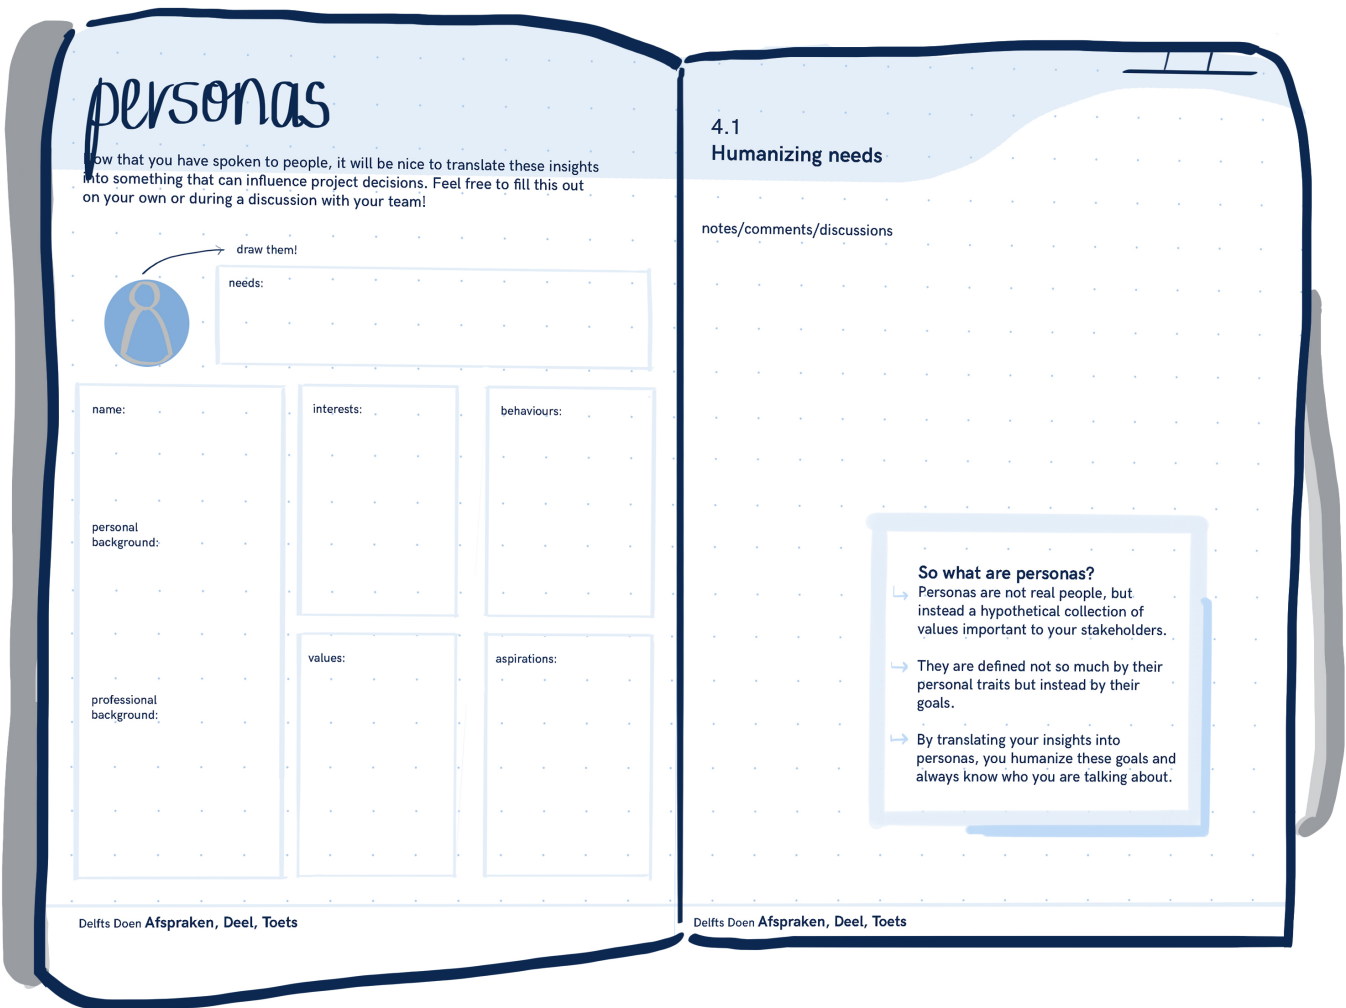 personas
Now that you have spoken to people, it will be nice to translate these insights
into something that can influence project decisions. Feel free to fill this out
on your own or during a discussion with your team!
draw them!
needs:
name:
personal
background:
professional
background:
interests:
behaviours:
values:
aspirations:
Delfts Doen Afspraken, Deel, Toets
4.1
Humanizing needs
notes/comments/discussions
So what are personas?
Personas are not real people, but
instead a hypothetical collection of
values important to your stakeholders.
They are defined not so much by their
personal traits but instead by their
goals.
By translating your insights into
personas, you humanize these goals and
always know who you are talking about.
Delfts Doen Afspraken, Deel, Toets